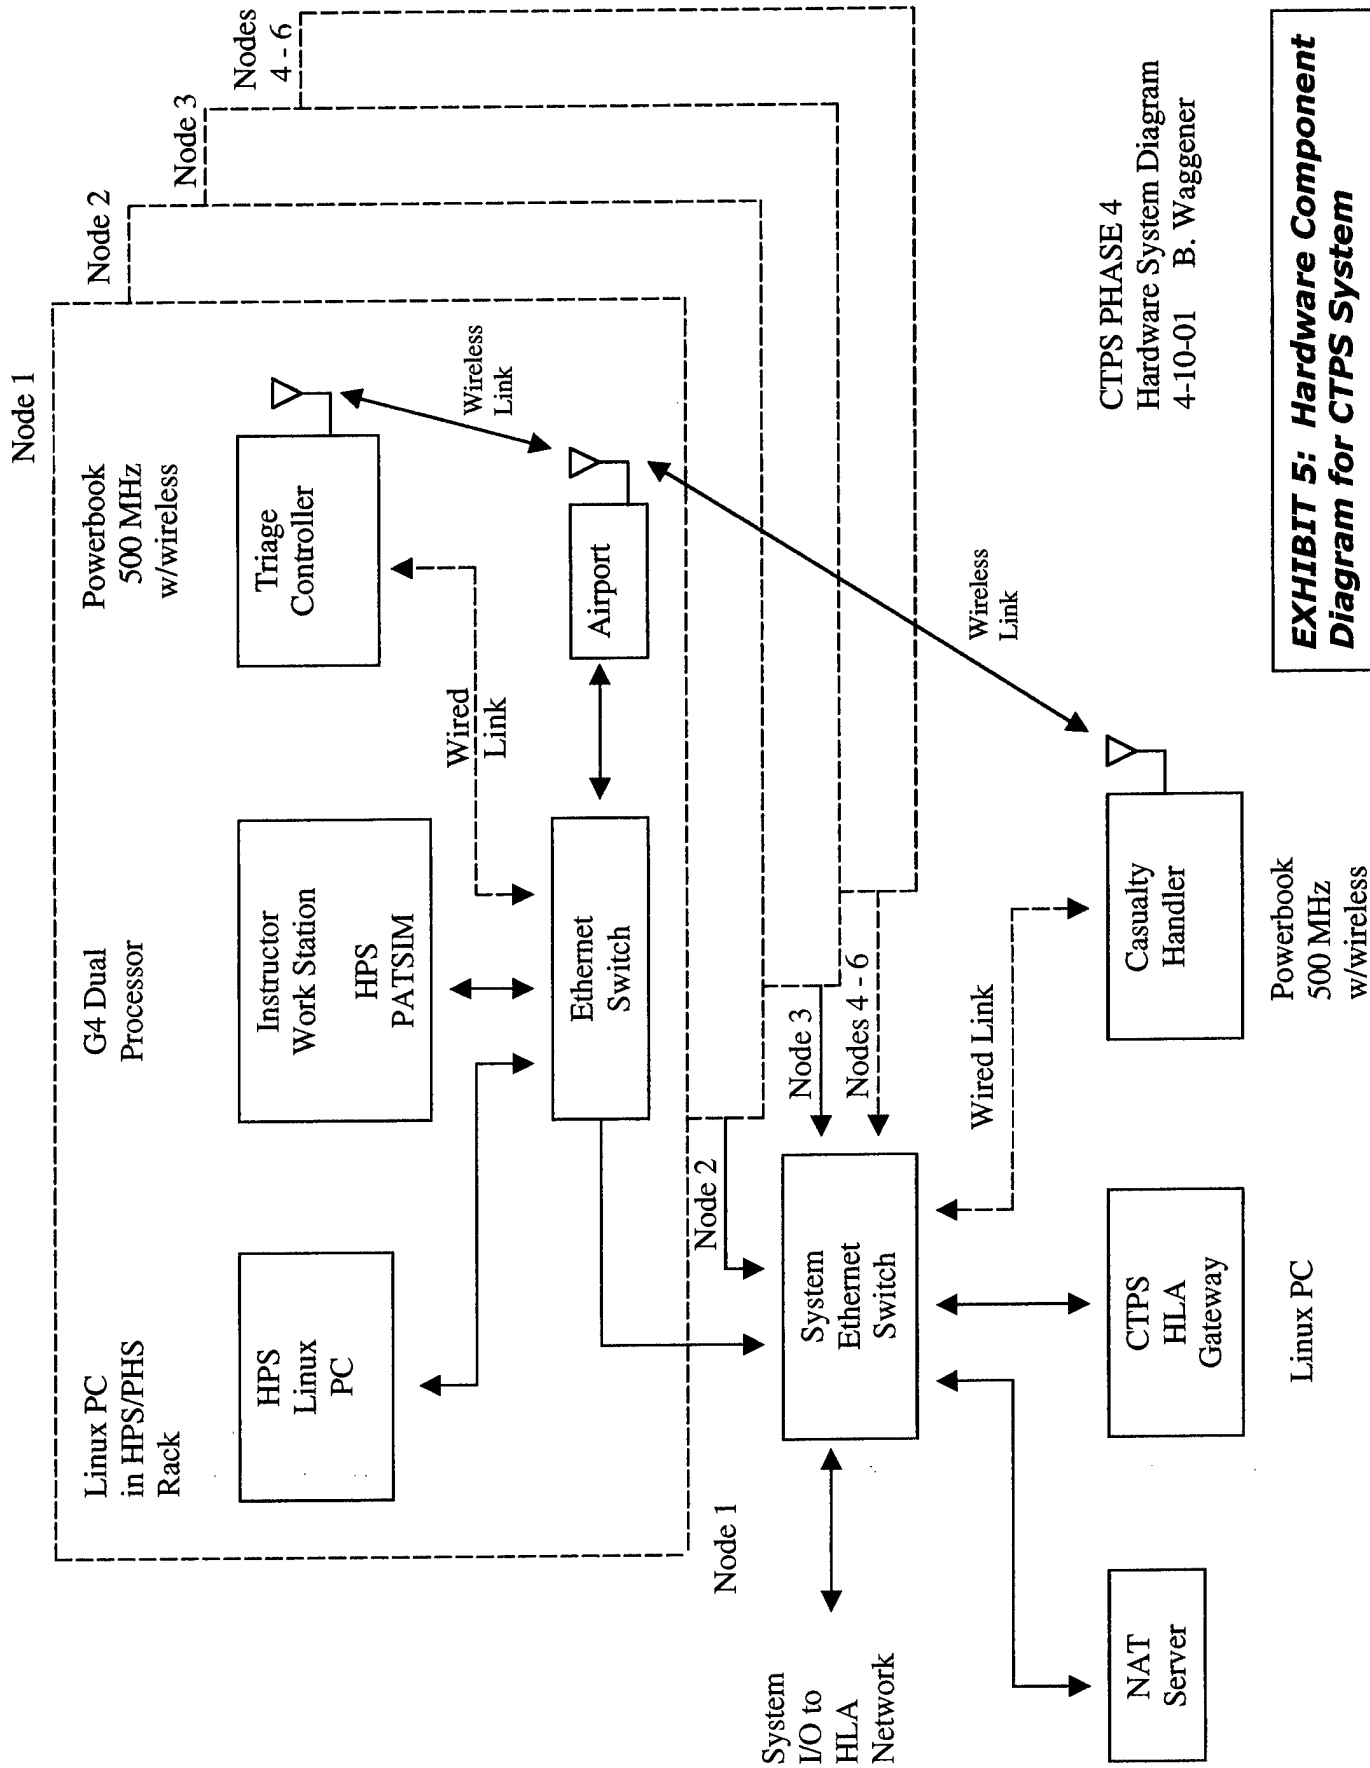 Node 1
Node 2
Node 3
Nodes
4 - 6
Linux PC
in HPS/PHS
Rack
G4 Dual
Processor
Powerbook
500 MHz
w/wireless
HPS
Linux
PC
Instructor
Work Station
HPS
PATSIM
Triage
Controller
Wired
Link
Wireless
Link
Ethernet
Switch
Airport
Node 1
Node 2
Node 3
Nodes 4 - 6
System
I/O to
HLA
Network
System
Ethernet
Switch
Wired Link
Wireless
Link
NAT
Server
CTPS
HLA
Gateway
Linux PC
Casualty
Handler
Powerbook
500 MHz
w/wireless
CTPS PHASE 4
Hardware System Diagram
4-10-01 B. Waggener
EXHIBIT 5: Hardware Component
Diagram for CTPS System